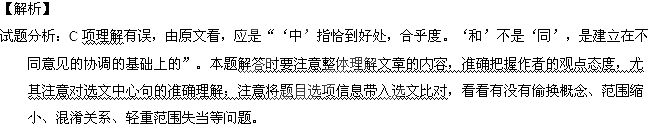 【解析】
试题分析：C 项理解有误，由原文看，应是“‘中’指恰到好处，合乎度。‘和’不是‘同’，是建立在不
同意见的协调的基础上的”。本题解答时要注意整体理解文章的内容，准确把握作者的观点态度，尤
其注意对选文中心句的准确理解；注意将题目选项信息带入选文比对，看看有没有偷换概念、范围缩
小、混淆关系、轻重范围失当等问题。